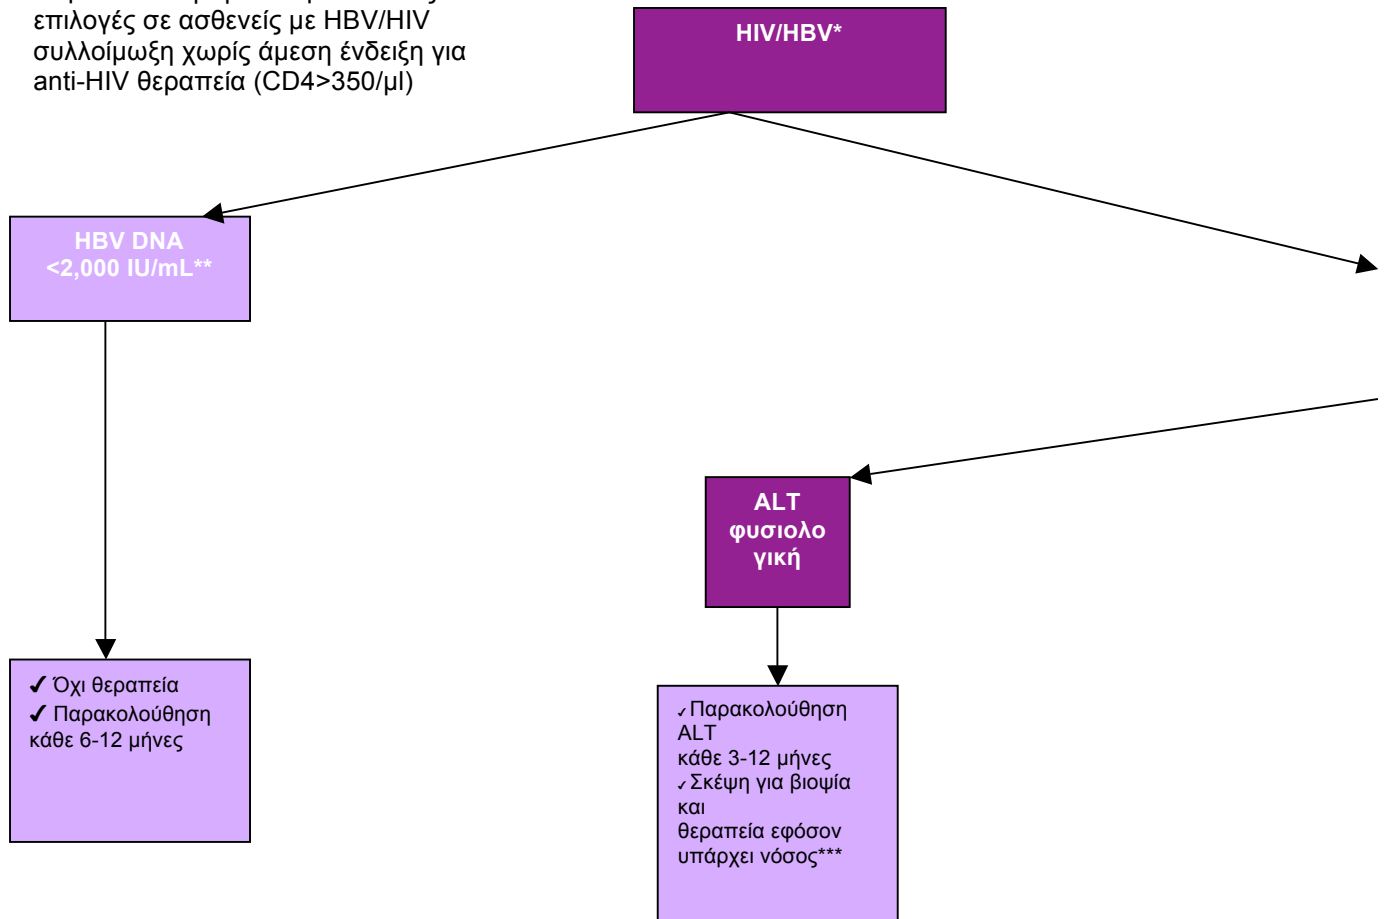 επιλογές σε ασθενείς με HBV/HIV
συλλοίμωξη χωρίς άμεση ένδειξη για
anti-HIV θεραπεία (CD4>350/μl)
HIV/HBV*
HBV DNA
<2,000 IU/mL**
ALT
φυσιολο
γική
✔ Όχι θεραπεία
✔ Παρακολούθηση
κάθε 6-12 μήνες
✓Παρακολούθηση
ALT
κάθε 3-12 μήνες
✓Σκέψη για βιοψία
και
θεραπεία εφόσον
υπάρχει νόσος***